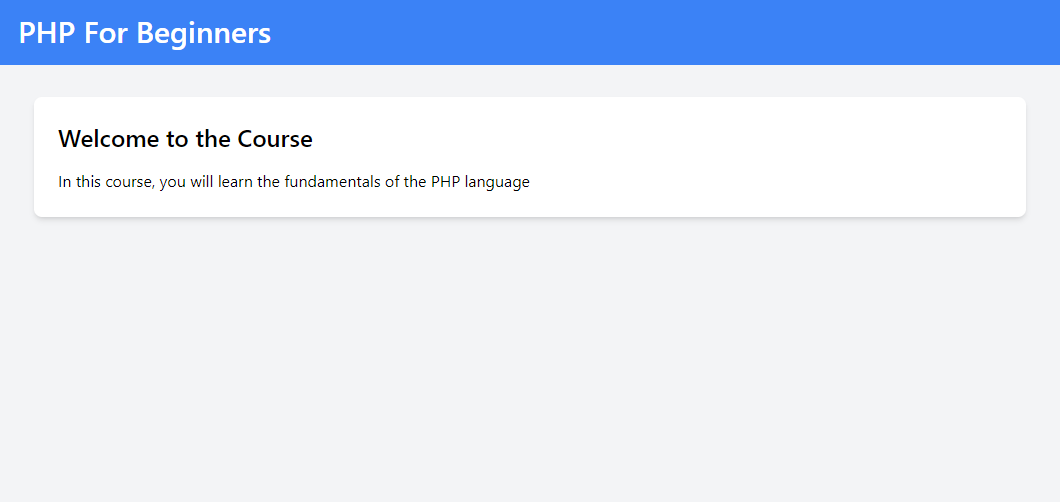 PHP For Beginners
Welcome to the Course
In this course, you will learn the fundamentals of the PHP language